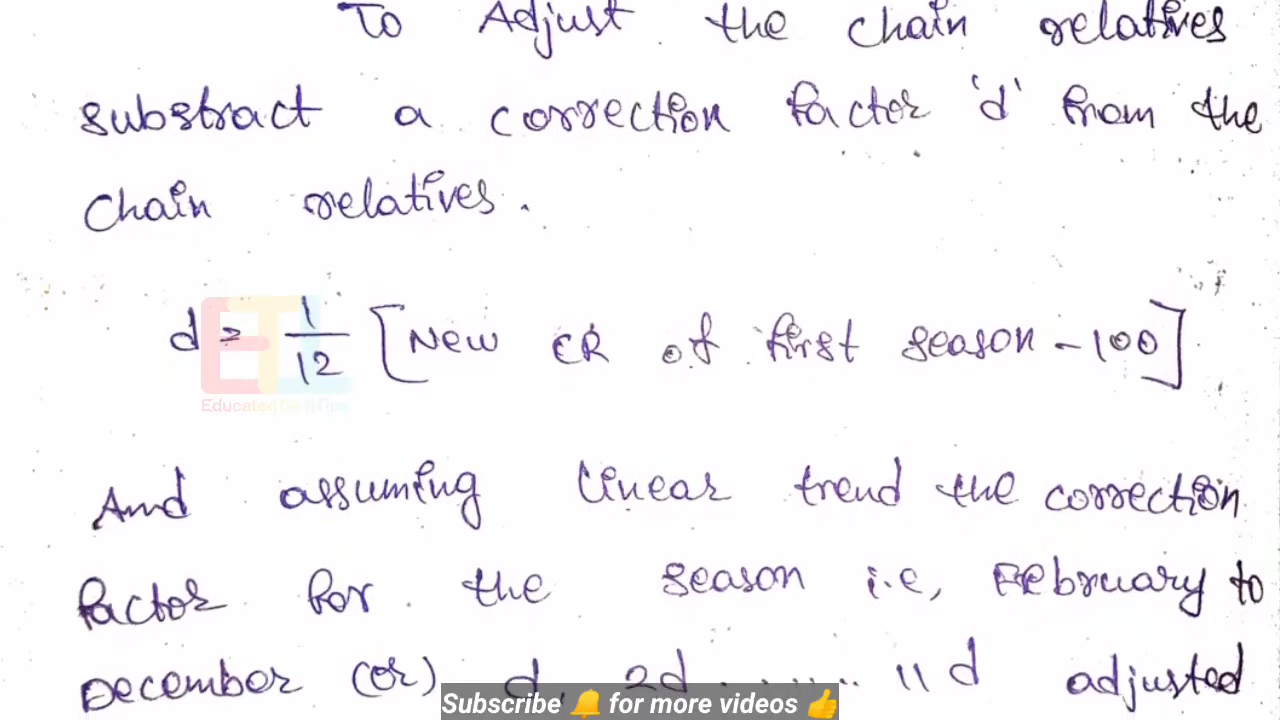 To Adjust the chain relatives
substract a correction factor 'd' from the
chain relatives.
d = 1/12 [New CR of first season - 100]
And assuming linear trend the correction
factor for the season i.e, February to
December (or) d, 2d ........ 11d adjusted
Educated
Subscribe 🔔 for more videos 👍